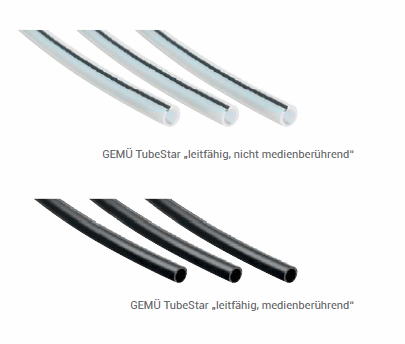 GEMÜ TubeStar „leitfähig, nicht medienberührend“
GEMÜ TubeStar „leitfähig, medienberührend“